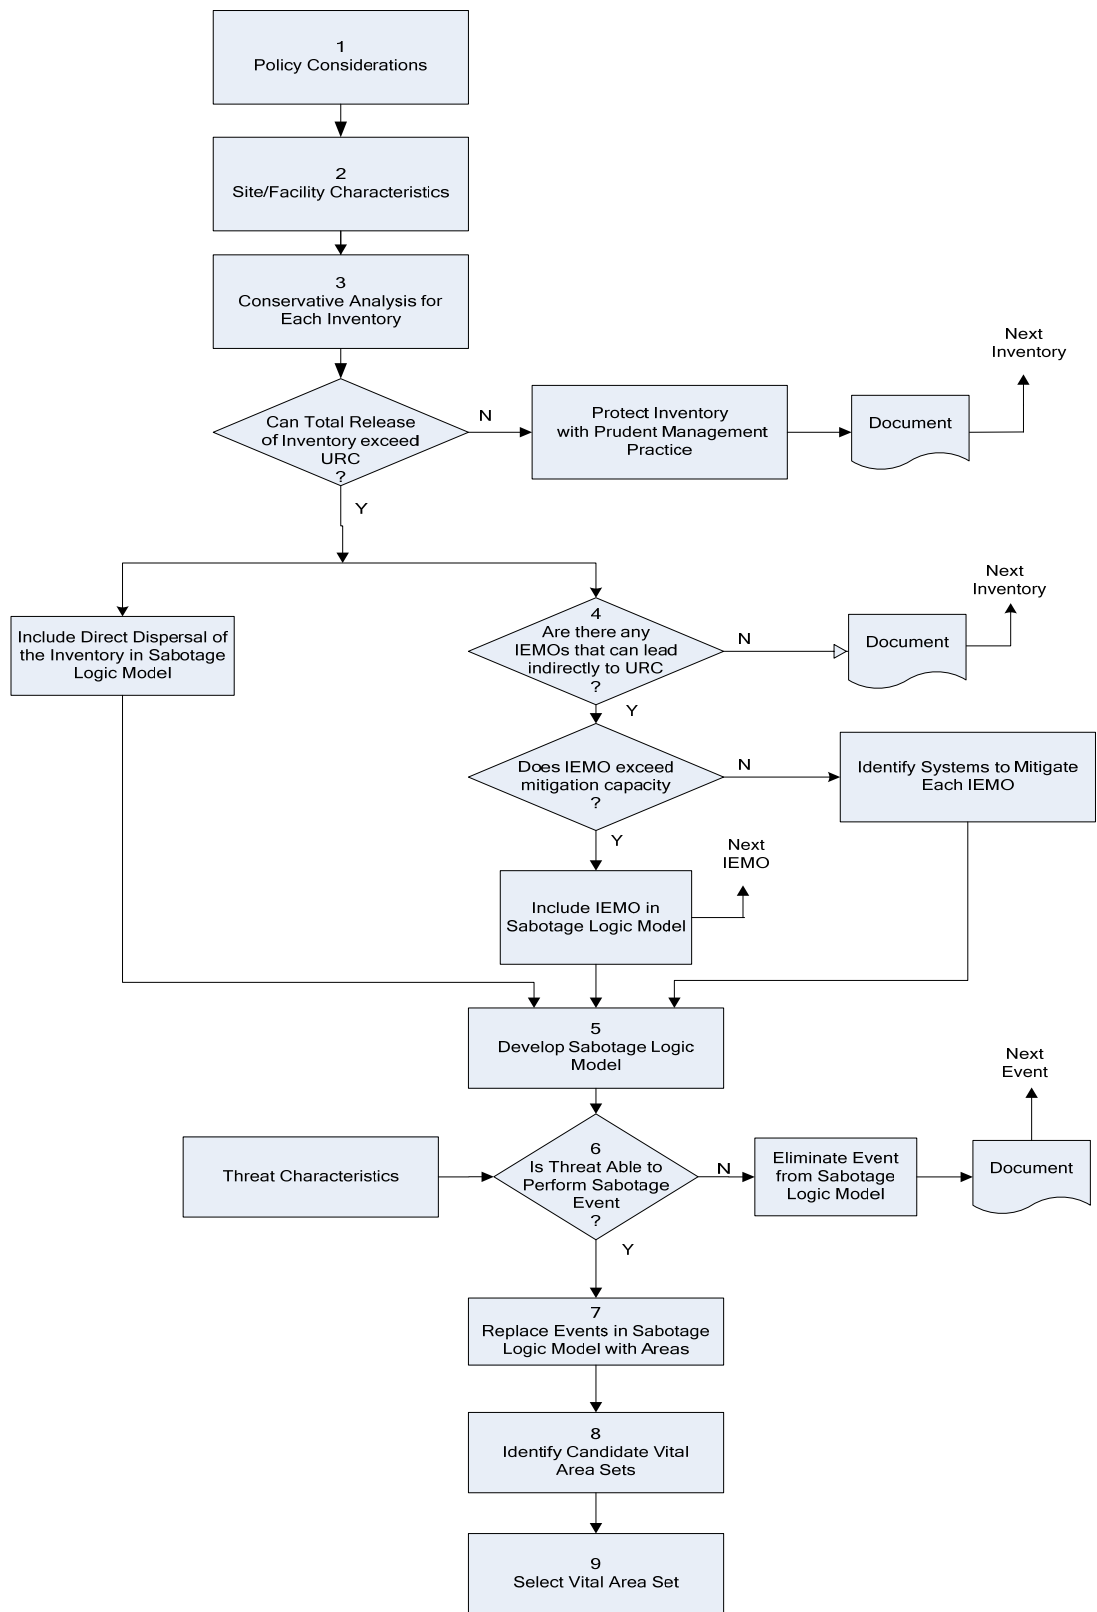 1
Policy Considerations
2
Site/Facility Characteristics
3
Conservative Analysis for
Each Inventory
Can Total Release
of Inventory exceed
URC
?
N
Protect Inventory
with Prudent Management
Practice
Document
Next
Inventory
Y
Include Direct Dispersal of
the Inventory in Sabotage
Logic Model
4
Are there any
IEMOs that can lead
indirectly to URC
?
N
Document
Next
Inventory
Y
Does IEMO exceed
mitigation capacity
?
N
Identify Systems to Mitigate
Each IEMO
Y
Include IEMO in
Sabotage Logic Model
Next
IEMO
5
Develop Sabotage Logic
Model
Threat Characteristics
6
Is Threat Able to
Perform Sabotage
Event
?
N
Eliminate Event
from Sabotage
Logic Model
Document
Next
Event
Y
7
Replace Events in Sabotage
Logic Model with Areas
8
Identify Candidate Vital
Area Sets
9
Select Vital Area Set